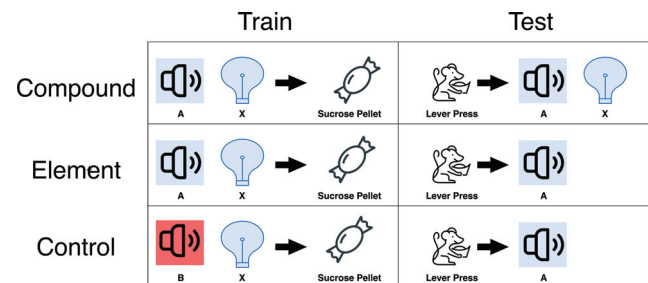 Train Test
Compound
A X Sucrose Pellet Lever Press A X
Element
A X Sucrose Pellet Lever Press A
Control
B X Sucrose Pellet Lever Press A